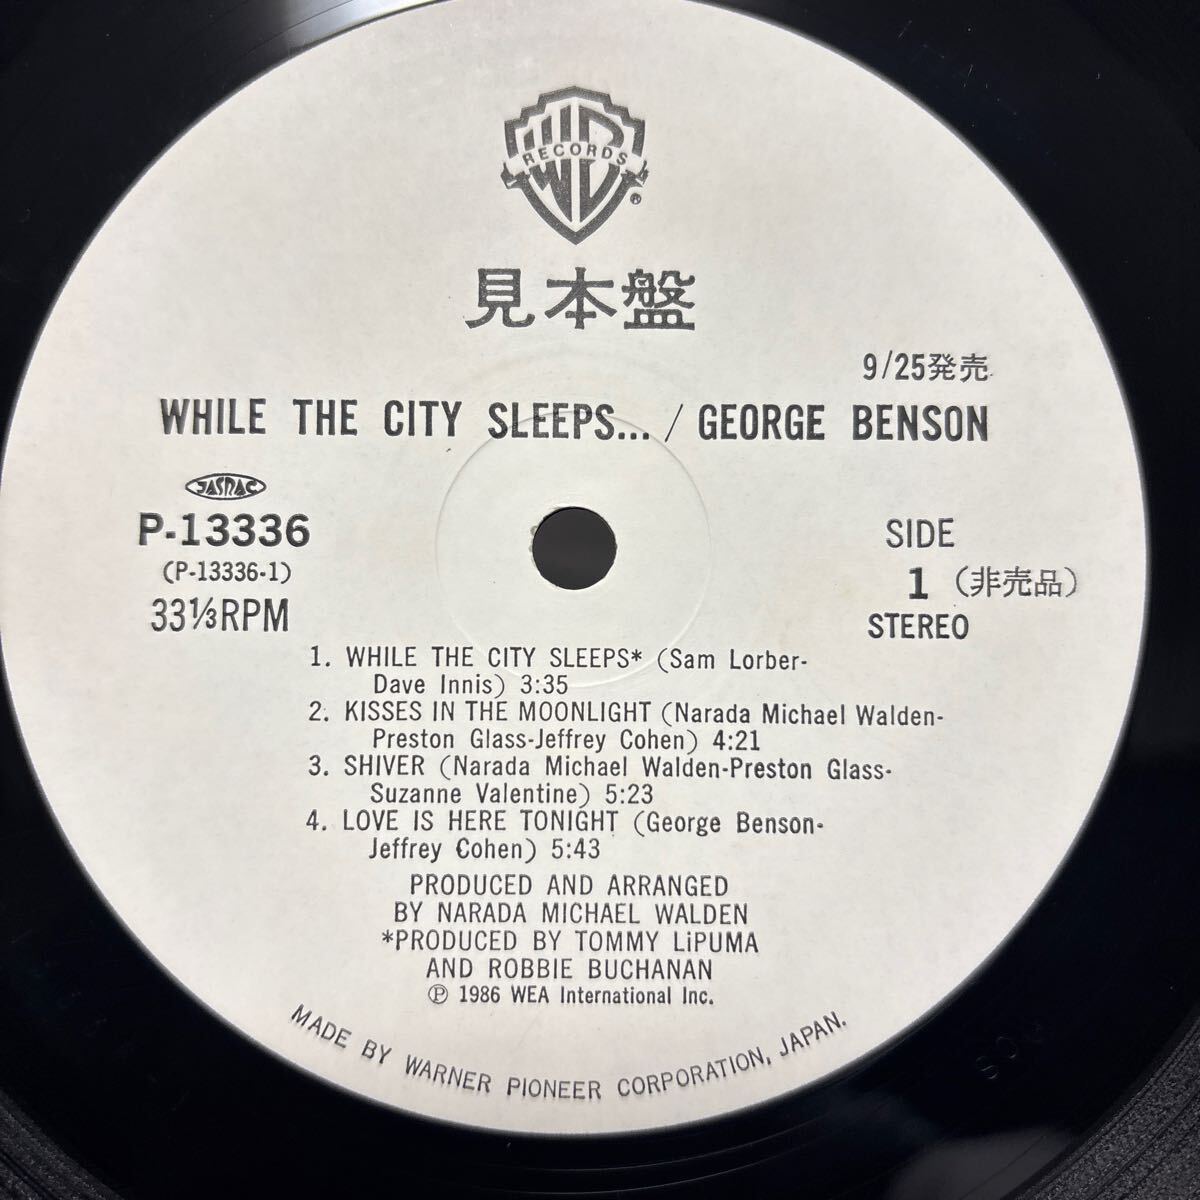 WB
RECORDS
®
見本盤
9/25発売
WHILE THE CITY SLEEPS... / GEORGE BENSON
JASRAC
P-13336
(P-13336-1)
33⅓RPM
SIDE
1 (非売品)
STEREO
1. WHILE THE CITY SLEEPS* (Sam Lorber-
Dave Innis) 3:35
2. KISSES IN THE MOONLIGHT (Narada Michael Walden-
Preston Glass-Jeffrey Cohen) 4:21
3. SHIVER (Narada Michael Walden-Preston Glass-
Suzanne Valentine) 5:23
4. LOVE IS HERE TONIGHT (George Benson-
Jeffrey Cohen) 5:43
PRODUCED AND ARRANGED
BY NARADA MICHAEL WALDEN
*PRODUCED BY TOMMY LiPUMA
AND ROBBIE BUCHANAN
℗ 1986 WEA International Inc.
MADE BY WARNER PIONEER CORPORATION, JAPAN.